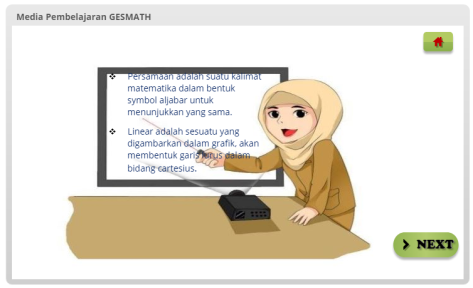 Media Pembelajaran GESMATH
❖ Persamaan adalah suatu kalimat
matematika dalam bentuk
symbol aljabar untuk
menunjukkan yang sama.
❖ Linear adalah sesuatu yang
digambarkan dalam grafik, akan
membentuk garis lurus dalam
bidang cartesius.
NEXT